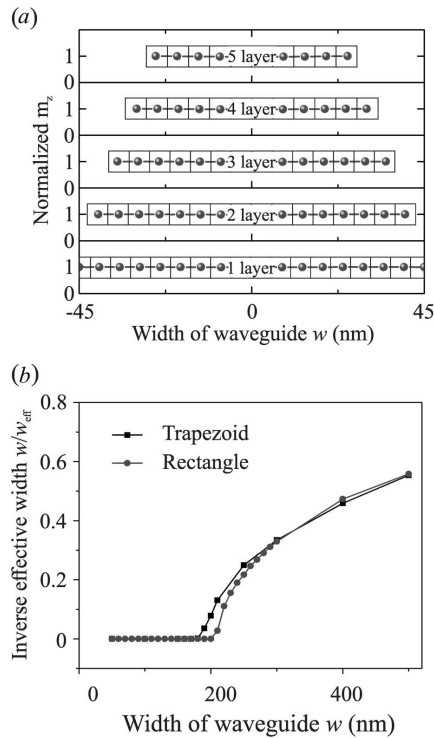 (a)
5 layer
1
0
4 layer
1
0
3 layer
1
0
2 layer
1
0
1 layer
1
0
Normalized m_z
-45 0 45
Width of waveguide w (nm)
(b)
0.8
0.6
0.4
0.2
0
Trapezoid
Rectangle
Inverse effective width w/w_eff
0 200 400
Width of waveguide w (nm)